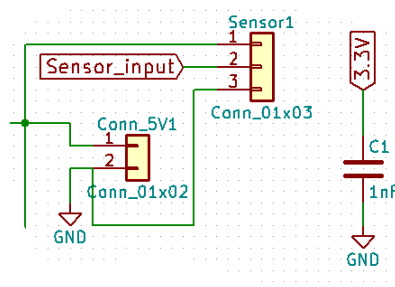 Sensor1
1
Sensor_input
2
3
Conn_01x03
3.3V
Conn_5V1
1
2
Conn_01x02
GND
C1
1nF
GND